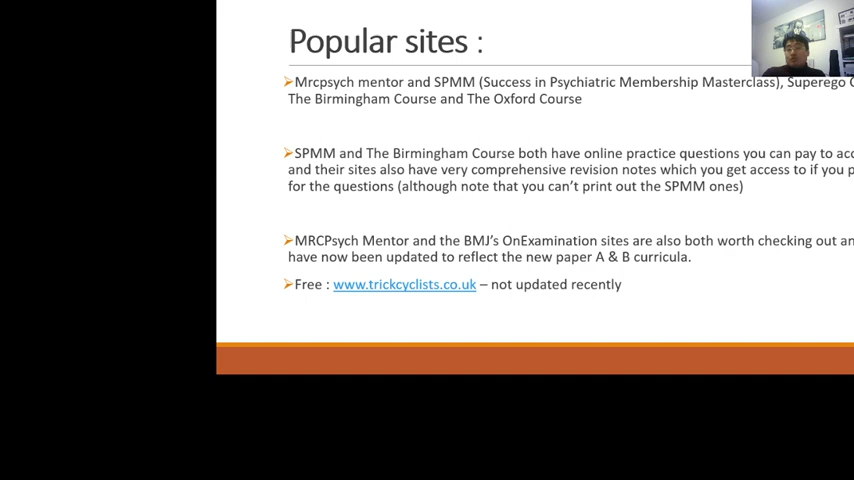 Popular sites :
➢Mrcpsych mentor and SPMM (Success in Psychiatric Membership Masterclass), Superego
The Birmingham Course and The Oxford Course
➢SPMM and The Birmingham Course both have online practice questions you can pay to
and their sites also have very comprehensive revision notes which you get access to if you
for the questions (although note that you can't print out the SPMM ones)
➢MRCPsych Mentor and the BMJ's OnExamination sites are also both worth checking out
have now been updated to reflect the new paper A & B curricula.
➢Free : www.trickcyclists.co.uk – not updated recently